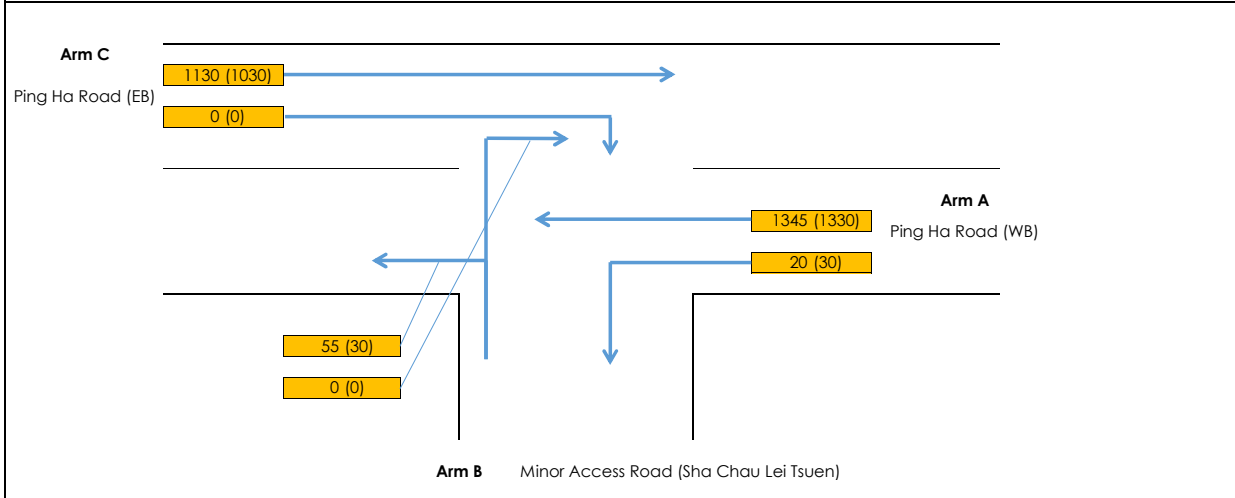 Arm C
1130 (1030)
Ping Ha Road (EB)
0 (0)
Arm A
1345 (1330)
Ping Ha Road (WB)
20 (30)
55 (30)
0 (0)
Arm B Minor Access Road (Sha Chau Lei Tsuen)